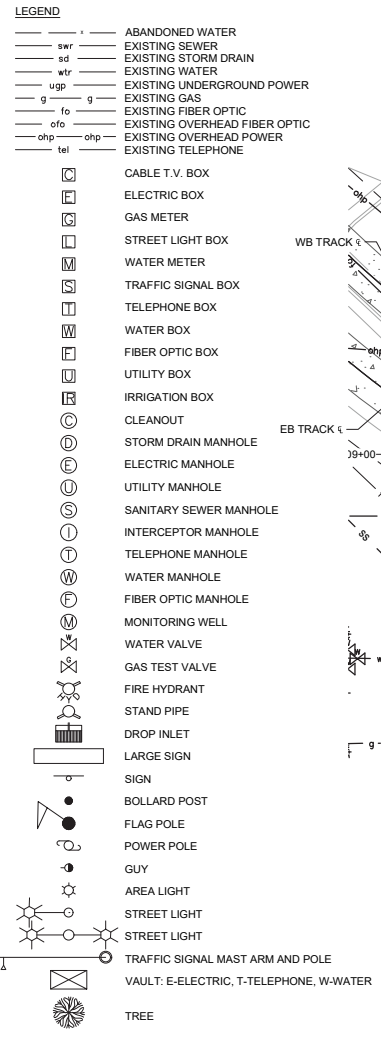 LEGEND
x ABANDONED WATER
swr EXISTING SEWER
sd EXISTING STORM DRAIN
wtr EXISTING WATER
ugp EXISTING UNDERGROUND POWER
g g EXISTING GAS
fo EXISTING FIBER OPTIC
ofo EXISTING OVERHEAD FIBER OPTIC
ohp ohp EXISTING OVERHEAD POWER
tel EXISTING TELEPHONE
C CABLE T.V. BOX
E ELECTRIC BOX
G GAS METER
L STREET LIGHT BOX
M WATER METER
S TRAFFIC SIGNAL BOX
T TELEPHONE BOX
W WATER BOX
F FIBER OPTIC BOX
U UTILITY BOX
IR IRRIGATION BOX
C CLEANOUT
D STORM DRAIN MANHOLE
E ELECTRIC MANHOLE
U UTILITY MANHOLE
S SANITARY SEWER MANHOLE
I INTERCEPTOR MANHOLE
T TELEPHONE MANHOLE
W WATER MANHOLE
F FIBER OPTIC MANHOLE
M MONITORING WELL
W WATER VALVE
G GAS TEST VALVE
HYD FIRE HYDRANT
STAND PIPE
DROP INLET
LARGE SIGN
SIGN
BOLLARD POST
FLAG POLE
POWER POLE
GUY
AREA LIGHT
STREET LIGHT
STREET LIGHT
TRAFFIC SIGNAL MAST ARM AND POLE
VAULT: E-ELECTRIC, T-TELEPHONE, W-WATER
TREE
ohp
WB TRACK ℄
ohp
EB TRACK ℄
09+00
SS
w
g